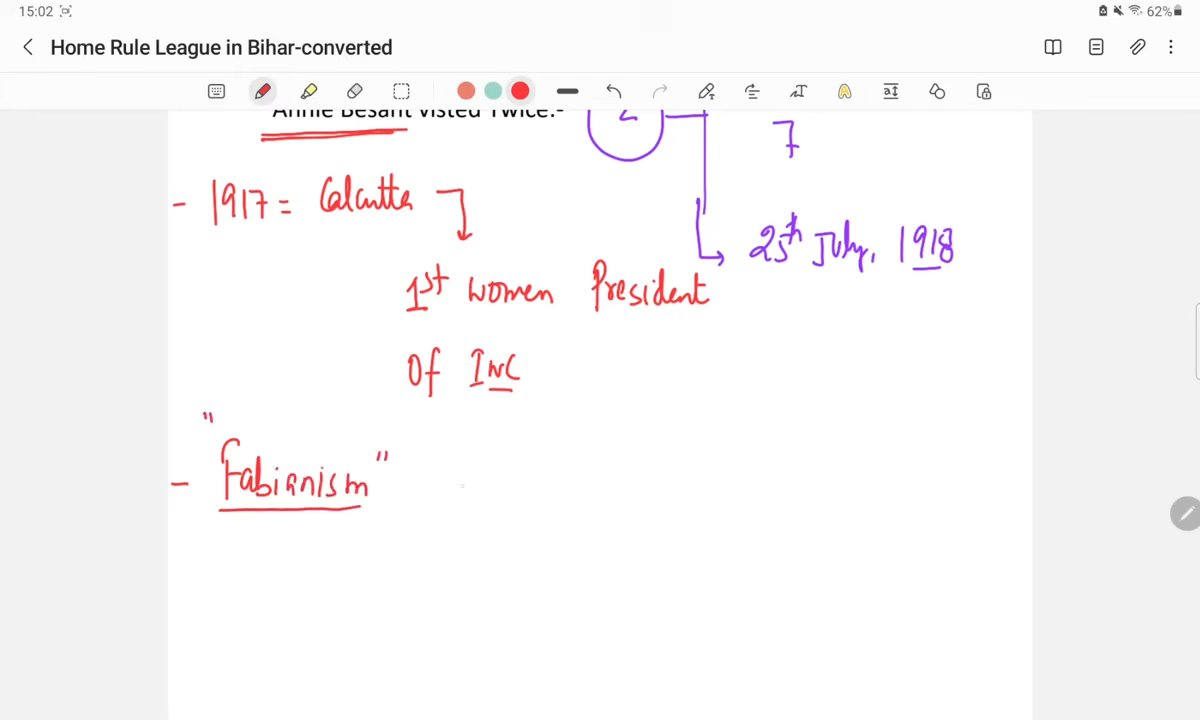 15:02
62%
Home Rule League in Bihar-converted
Annie Besant visted Twice:-
2
7
- 1917 = Calcutta
25th July, 1918
1st women President
Of INC
- "Fabianism"